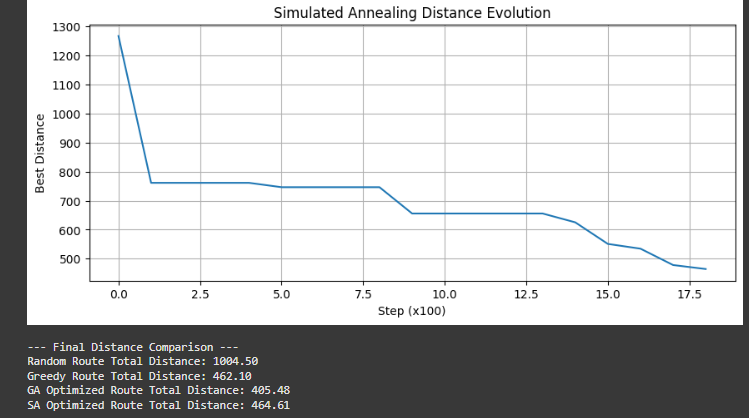 Simulated Annealing Distance Evolution
1300
1200
1100
1000
900
800
700
600
500
Best Distance
0.0 2.5 5.0 7.5 10.0 12.5 15.0 17.5
Step (x100)
--- Final Distance Comparison ---
Random Route Total Distance: 1004.50
Greedy Route Total Distance: 462.10
GA Optimized Route Total Distance: 405.48
SA Optimized Route Total Distance: 464.61